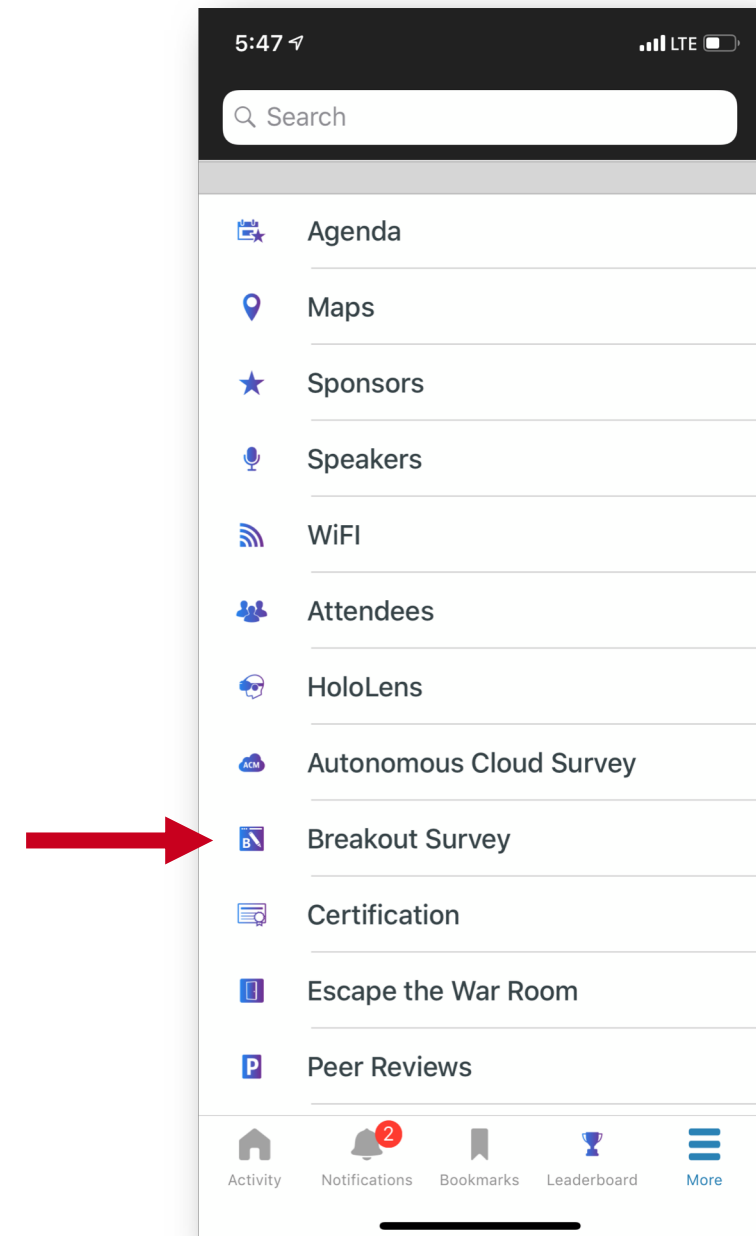 5:47 LTE
Search
Agenda
Maps
Sponsors
Speakers
WiFI
Attendees
HoloLens
ACM
Autonomous Cloud Survey
B
Breakout Survey
Certification
Escape the War Room
P
Peer Reviews
2
Activity Notifications Bookmarks Leaderboard More